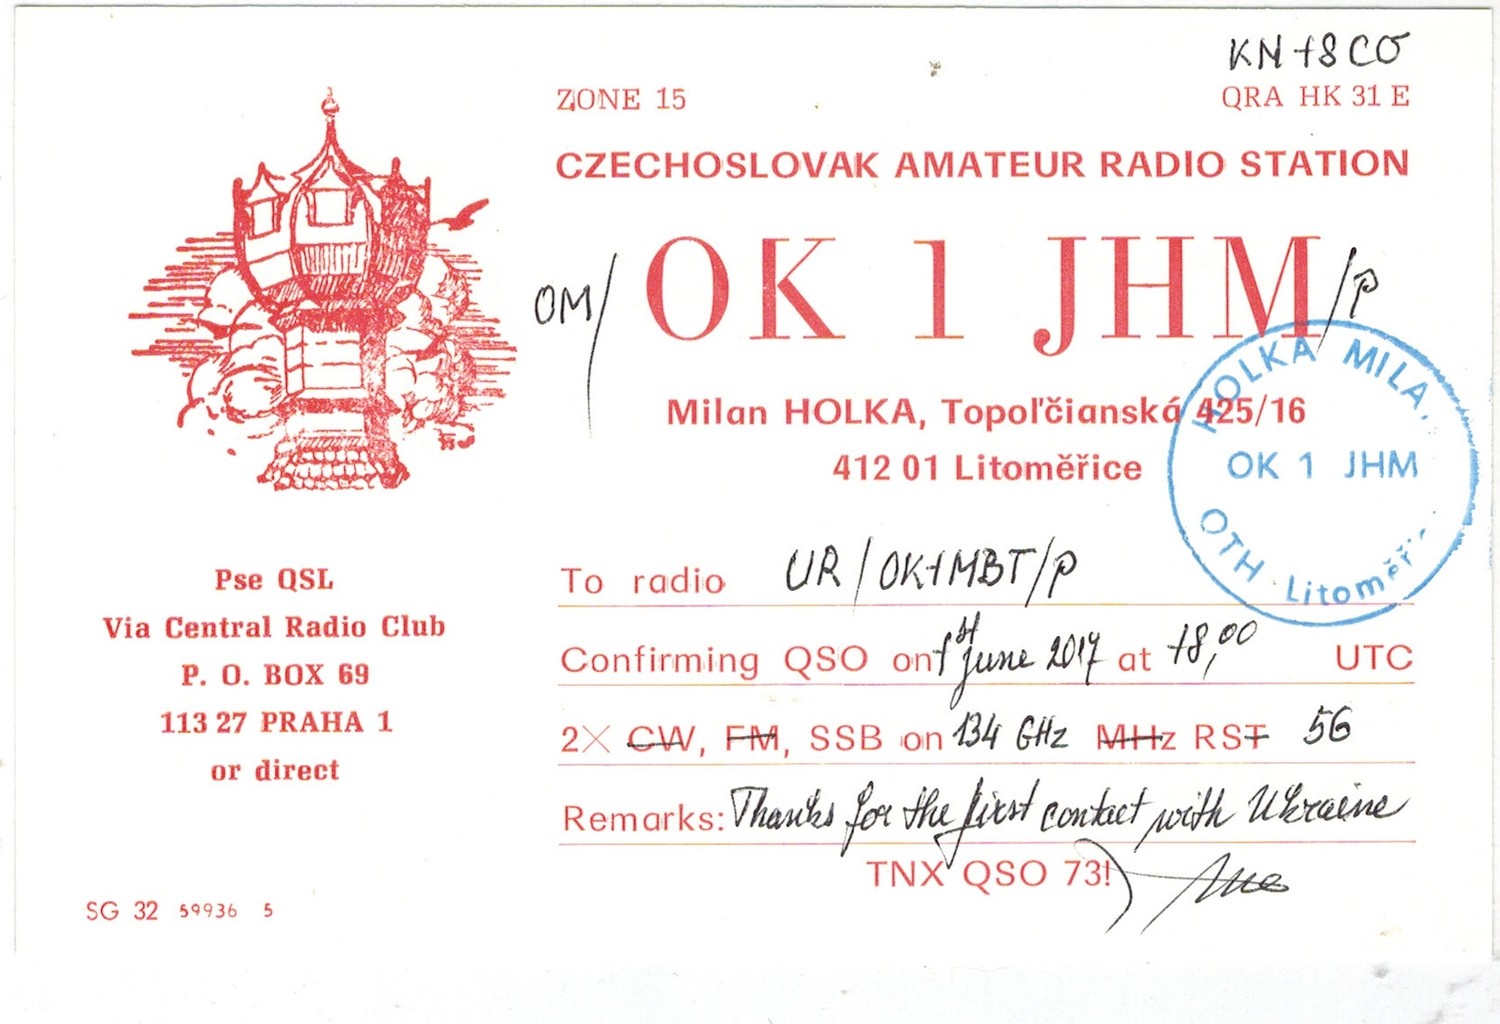 KN18CO
ZONE 15
QRA HK 31 E
CZECHOSLOVAK AMATEUR RADIO STATION
OM/ OK 1 JHM /P
Milan HOLKA, Topoľčianská 425/16
412 01 Litoměřice
HOLKA MILA,
OK 1 JHM
QTH Litoměři
Pse QSL
Via Central Radio Club
P. O. BOX 69
113 27 PRAHA 1
or direct
To radio UR/OK1MBT/P
Confirming QSO on 1st June 2017 at 18,00 UTC
2X CW, FM, SSB on 134 GHz MHz RST 56
Remarks: Thanks for the first contact with Ukraine
TNX QSO 73!
SG 32 59936 5